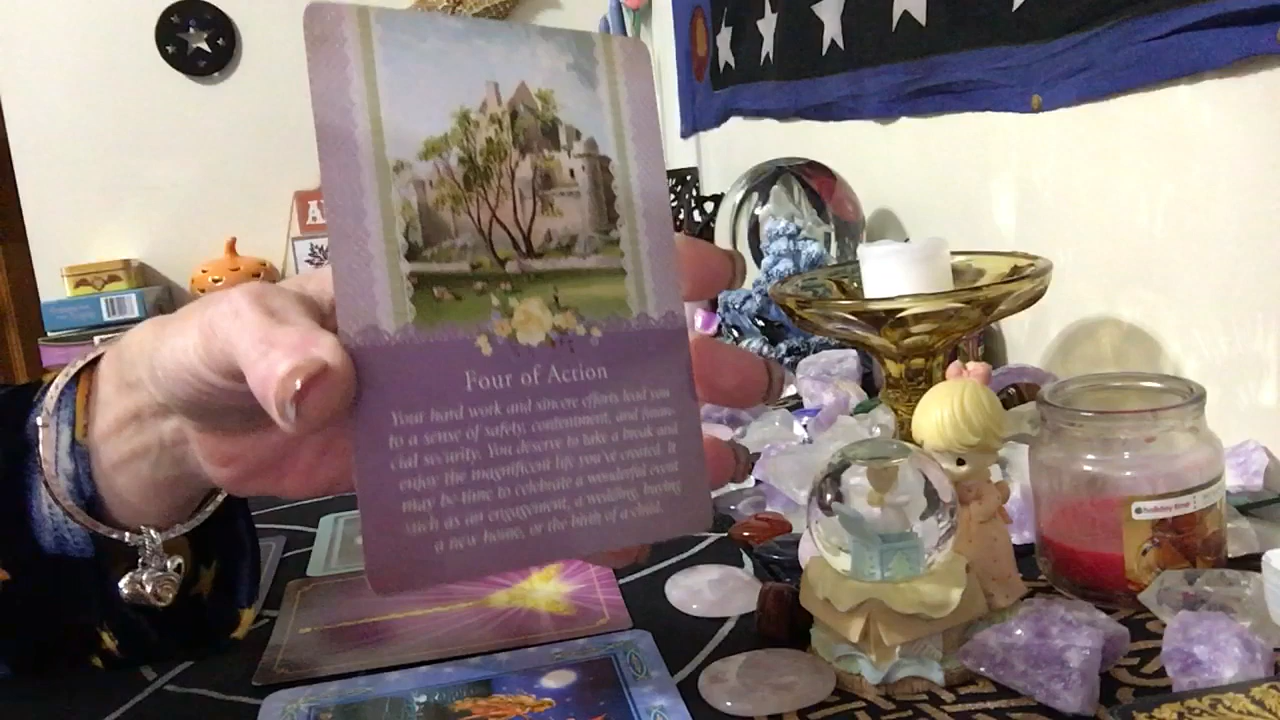 A
Four of Action
Your hard work and sincere efforts lead you
to a sense of safety, contentment, and finan-
cial security. You deserve to take a break and
enjoy the magnificent life you've created. It
may be time to celebrate a wonderful event
such as an engagement, a wedding, buying
a new home, or the birth of a child.
holiday time